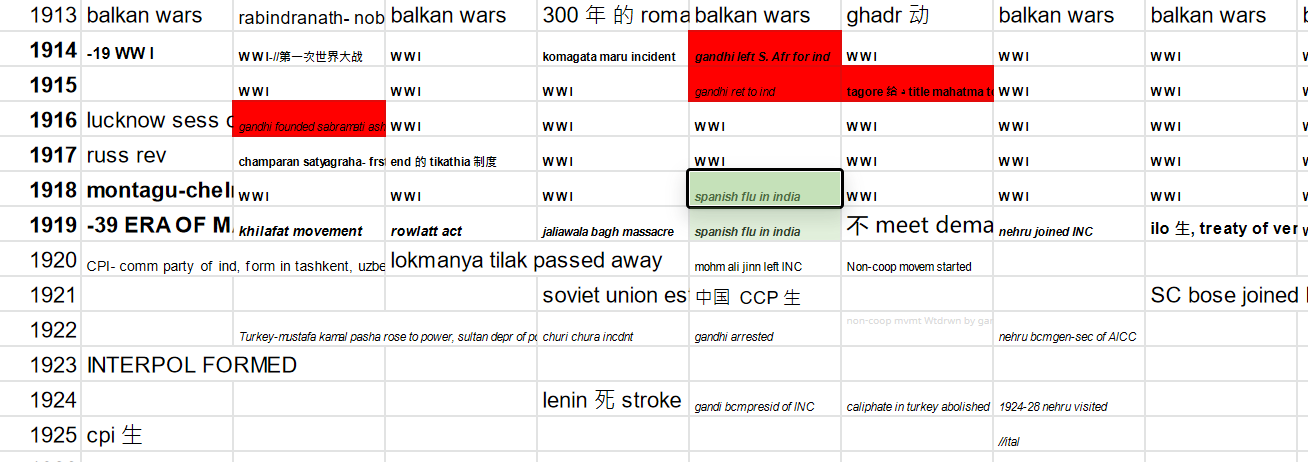 1913 balkan wars rabindranath- nob balkan wars 300 年 的 roma balkan wars ghadr 动 balkan wars balkan wars
1914 -19 WW I WWI-//第一次世界大战 WWI komagata maru incident gandhi left S. Afr for ind WWI WWI WWI
1915 WWI WWI WWI gandhi ret to ind tagore 给 - title mahatma to WWI WWI
1916 lucknow sess gandhi founded sabramati ash WWI WWI WWI WWI WWI WWI
1917 russ rev champaran satyagraha- frst end 的 tikathia 制度 WWI WWI WWI WWI WWI
1918 montagu-chel WWI WWI WWI spanish flu in india WWI WWI WWI
1919 -39 ERA OF M khilafat movement rowlatt act jaliawala bagh massacre spanish flu in india 不 meet dema nehru joined INC ilo 生, treaty of ver
1920 CPI- comm party of ind, form in tashkent, uzbe lokmanya tilak passed away mohm ali jinn left INC Non-coop movem started
1921 soviet union es 中国 CCP 生 SC bose joined
1922 Turkey-mustafa kamal pasha rose to power, sultan depr of po churi chura incdnt gandhi arrested non-coop mvmt Wtdrwn by gan nehru bcmgen-sec of AICC
1923 INTERPOL FORMED
1924 lenin 死 stroke gandi bcmpresid of INC caliphate in turkey abolished 1924-28 nehru visited
1925 cpi 生 //ital